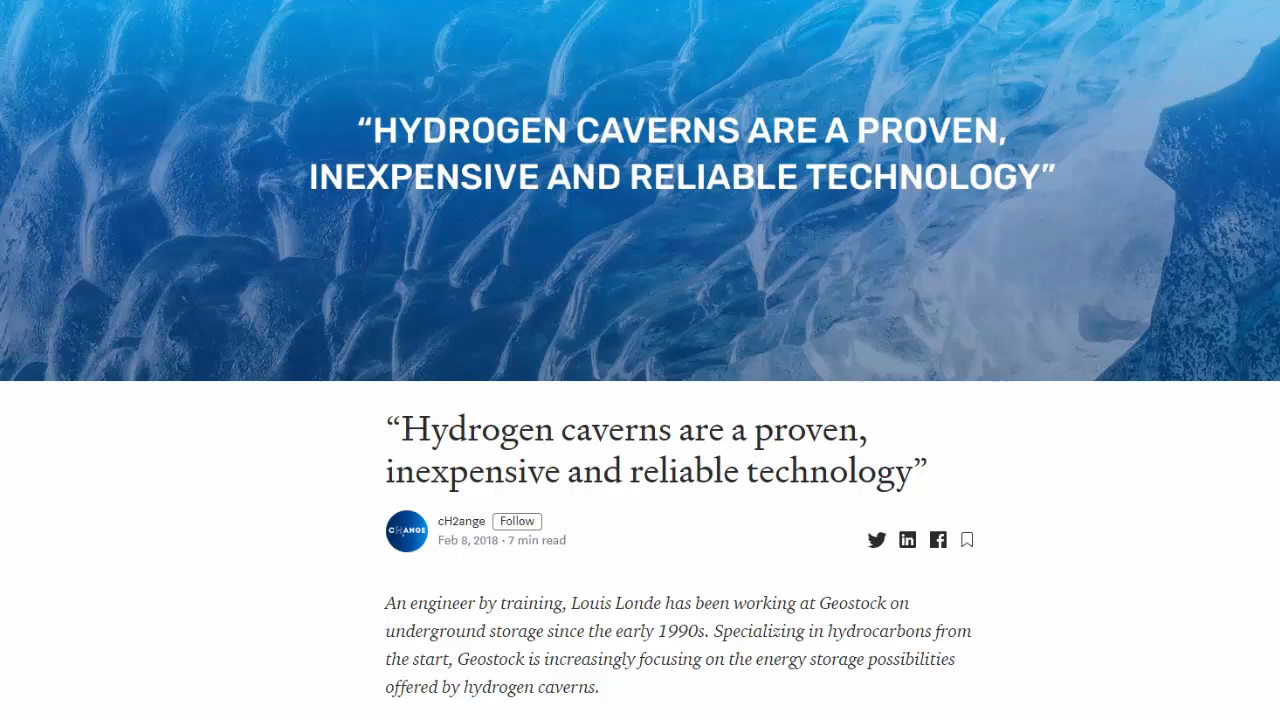 “HYDROGEN CAVERNS ARE A PROVEN,
INEXPENSIVE AND RELIABLE TECHNOLOGY”
“Hydrogen caverns are a proven,
inexpensive and reliable technology”
CH2ANGE
cH2ange Follow
Feb 8, 2018 · 7 min read
An engineer by training, Louis Londe has been working at Geostock on
underground storage since the early 1990s. Specializing in hydrocarbons from
the start, Geostock is increasingly focusing on the energy storage possibilities
offered by hydrogen caverns.